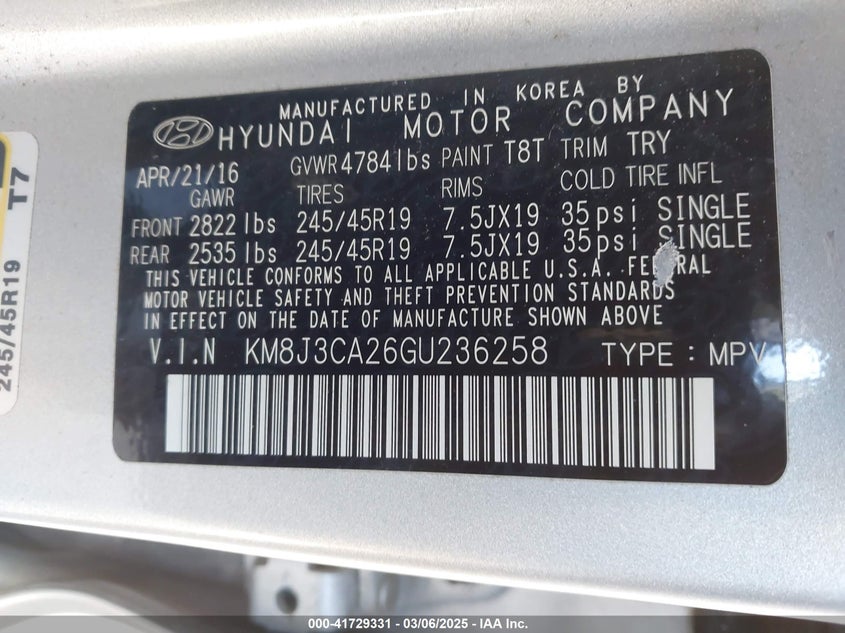 MANUFACTURED IN KOREA BY
HYUNDAI MOTOR COMPANY
APR/21/16 GVWR 4784lbs PAINT T8T TRIM TRY
GAWR TIRES RIMS COLD TIRE INFL
FRONT 2822 lbs 245/45R19 7.5JX19 35psi SINGLE
REAR 2535 lbs 245/45R19 7.5JX19 35psi SINGLE
THIS VEHICLE CONFORMS TO ALL APPLICABLE U.S.A. FEDERAL
MOTOR VEHICLE SAFETY AND THEFT PREVENTION STANDARDS
IN EFFECT ON THE DATE OF MANUFACTURE SHOWN ABOVE
V.I.N KM8J3CA26GU236258 TYPE : MPV
245/45R19 T7
000-41729331 - 03/06/2025 - IAA Inc.